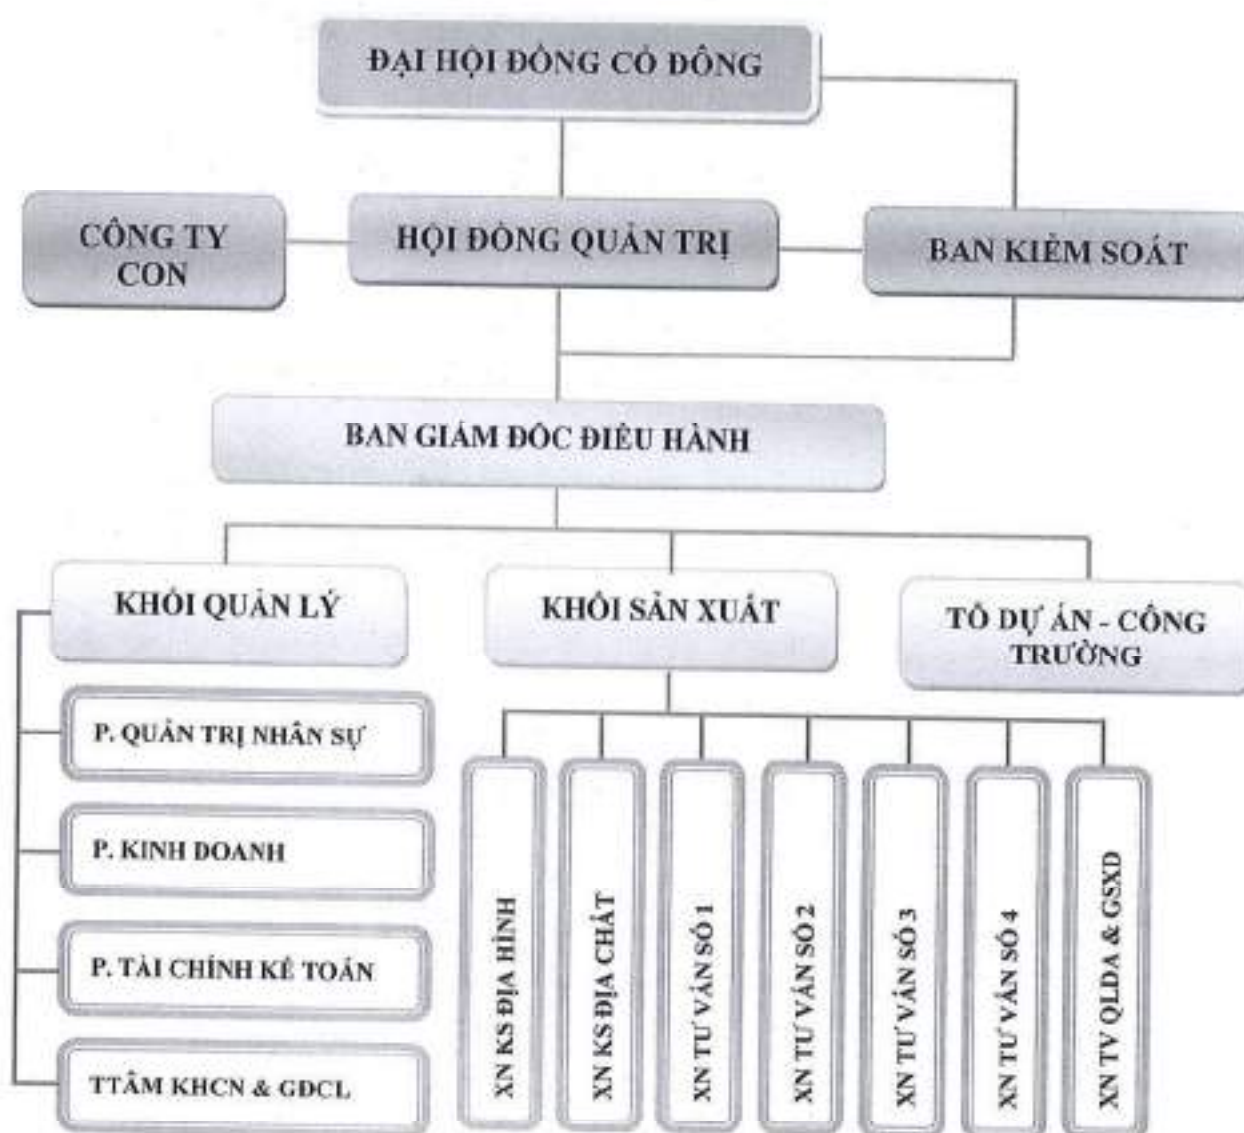 ĐẠI HỘI ĐỒNG CỔ ĐÔNG
CÔNG TY
CON
HỘI ĐỒNG QUẢN TRỊ
BAN KIỂM SOÁT
BAN GIÁM ĐỐC ĐIỀU HÀNH
KHỐI QUẢN LÝ
KHỐI SẢN XUẤT
TỔ DỰ ÁN - CÔNG
TRƯỜNG
P. QUẢN TRỊ NHÂN SỰ
P. KINH DOANH
P. TÀI CHÍNH KẾ TOÁN
TTÂM KHCN & GĐCL
XN KS ĐỊA HÌNH
XN KS ĐỊA CHẤT
XN TƯ VẤN SỐ 1
XN TƯ VẤN SỐ 2
XN TƯ VẤN SỐ 3
XN TƯ VẤN SỐ 4
XN TV QLDA & GSXD